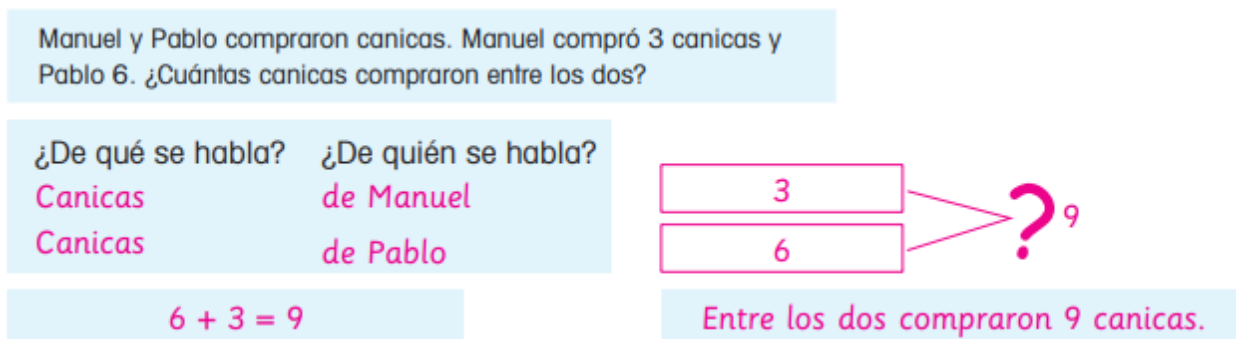 Manuel y Pablo compraron canicas. Manuel compró 3 canicas y
Pablo 6. ¿Cuántas canicas compraron entre los dos?
¿De qué se habla? ¿De quién se habla?
Canicas de Manuel
Canicas de Pablo
3
6
? 9
6 + 3 = 9
Entre los dos compraron 9 canicas.